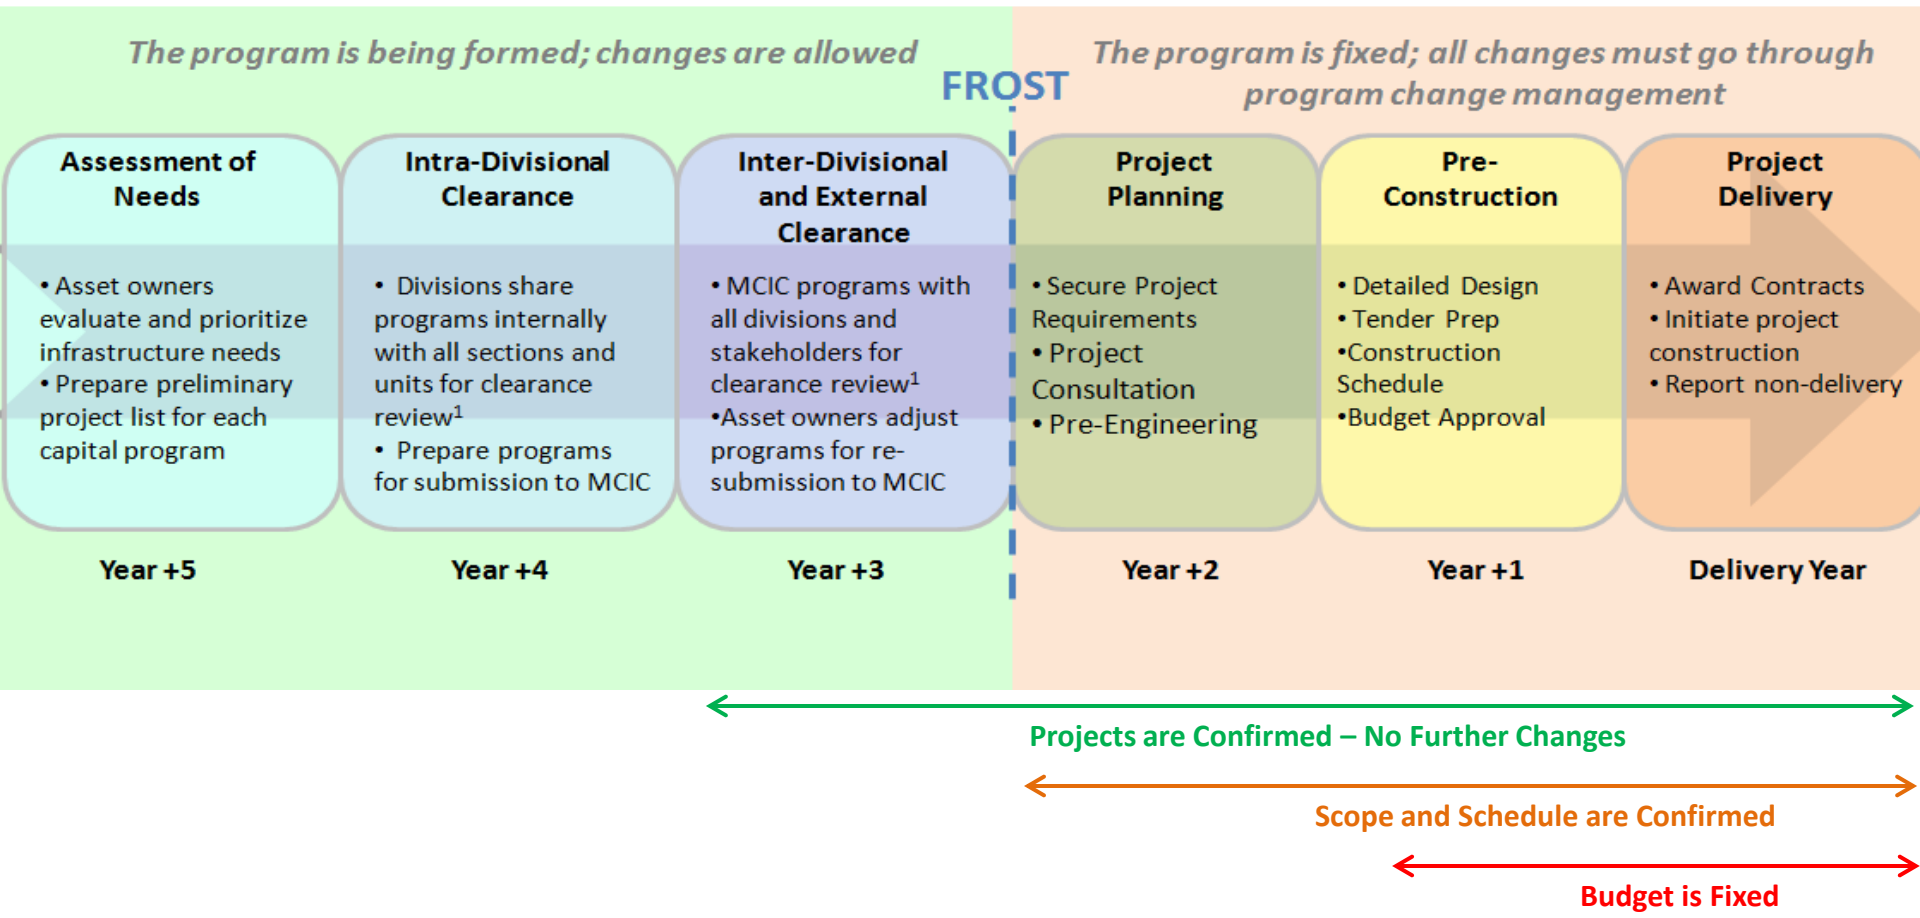 The program is being formed; changes are allowed
The program is fixed; all changes must go through
program change management
FROST
Assessment of
Needs
• Asset owners
evaluate and prioritize
infrastructure needs
• Prepare preliminary
project list for each
capital program
Year +5
Intra-Divisional
Clearance
• Divisions share
programs internally
with all sections and
units for clearance
review¹
• Prepare programs
for submission to MCIC
Year +4
Inter-Divisional
and External
Clearance
• MCIC programs with
all divisions and
stakeholders for
clearance review¹
•Asset owners adjust
programs for re-
submission to MCIC
Year +3
Project
Planning
• Secure Project
Requirements
• Project
Consultation
• Pre-Engineering
Year +2
Pre-
Construction
• Detailed Design
• Tender Prep
•Construction
Schedule
•Budget Approval
Year +1
Project
Delivery
• Award Contracts
• Initiate project
construction
• Report non-delivery
Delivery Year
Projects are Confirmed – No Further Changes
Scope and Schedule are Confirmed
Budget is Fixed